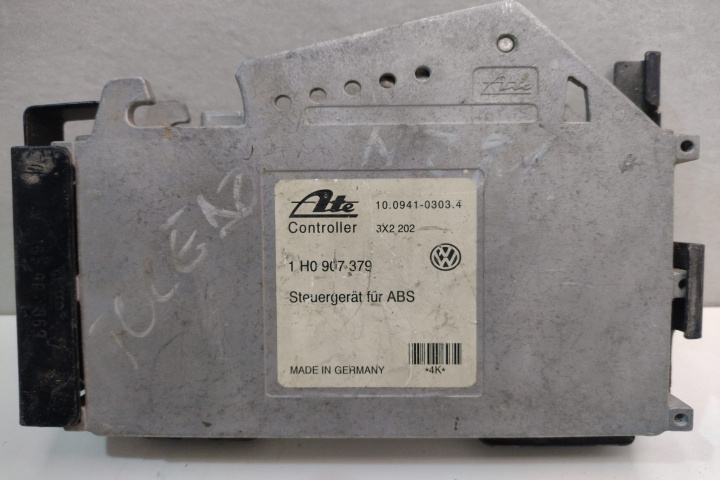 Ate
Ate 10.0941-0303.4
Controller 3X2 202
1 H0 907 379
Steuergerät für ABS
MADE IN GERMANY *4K*